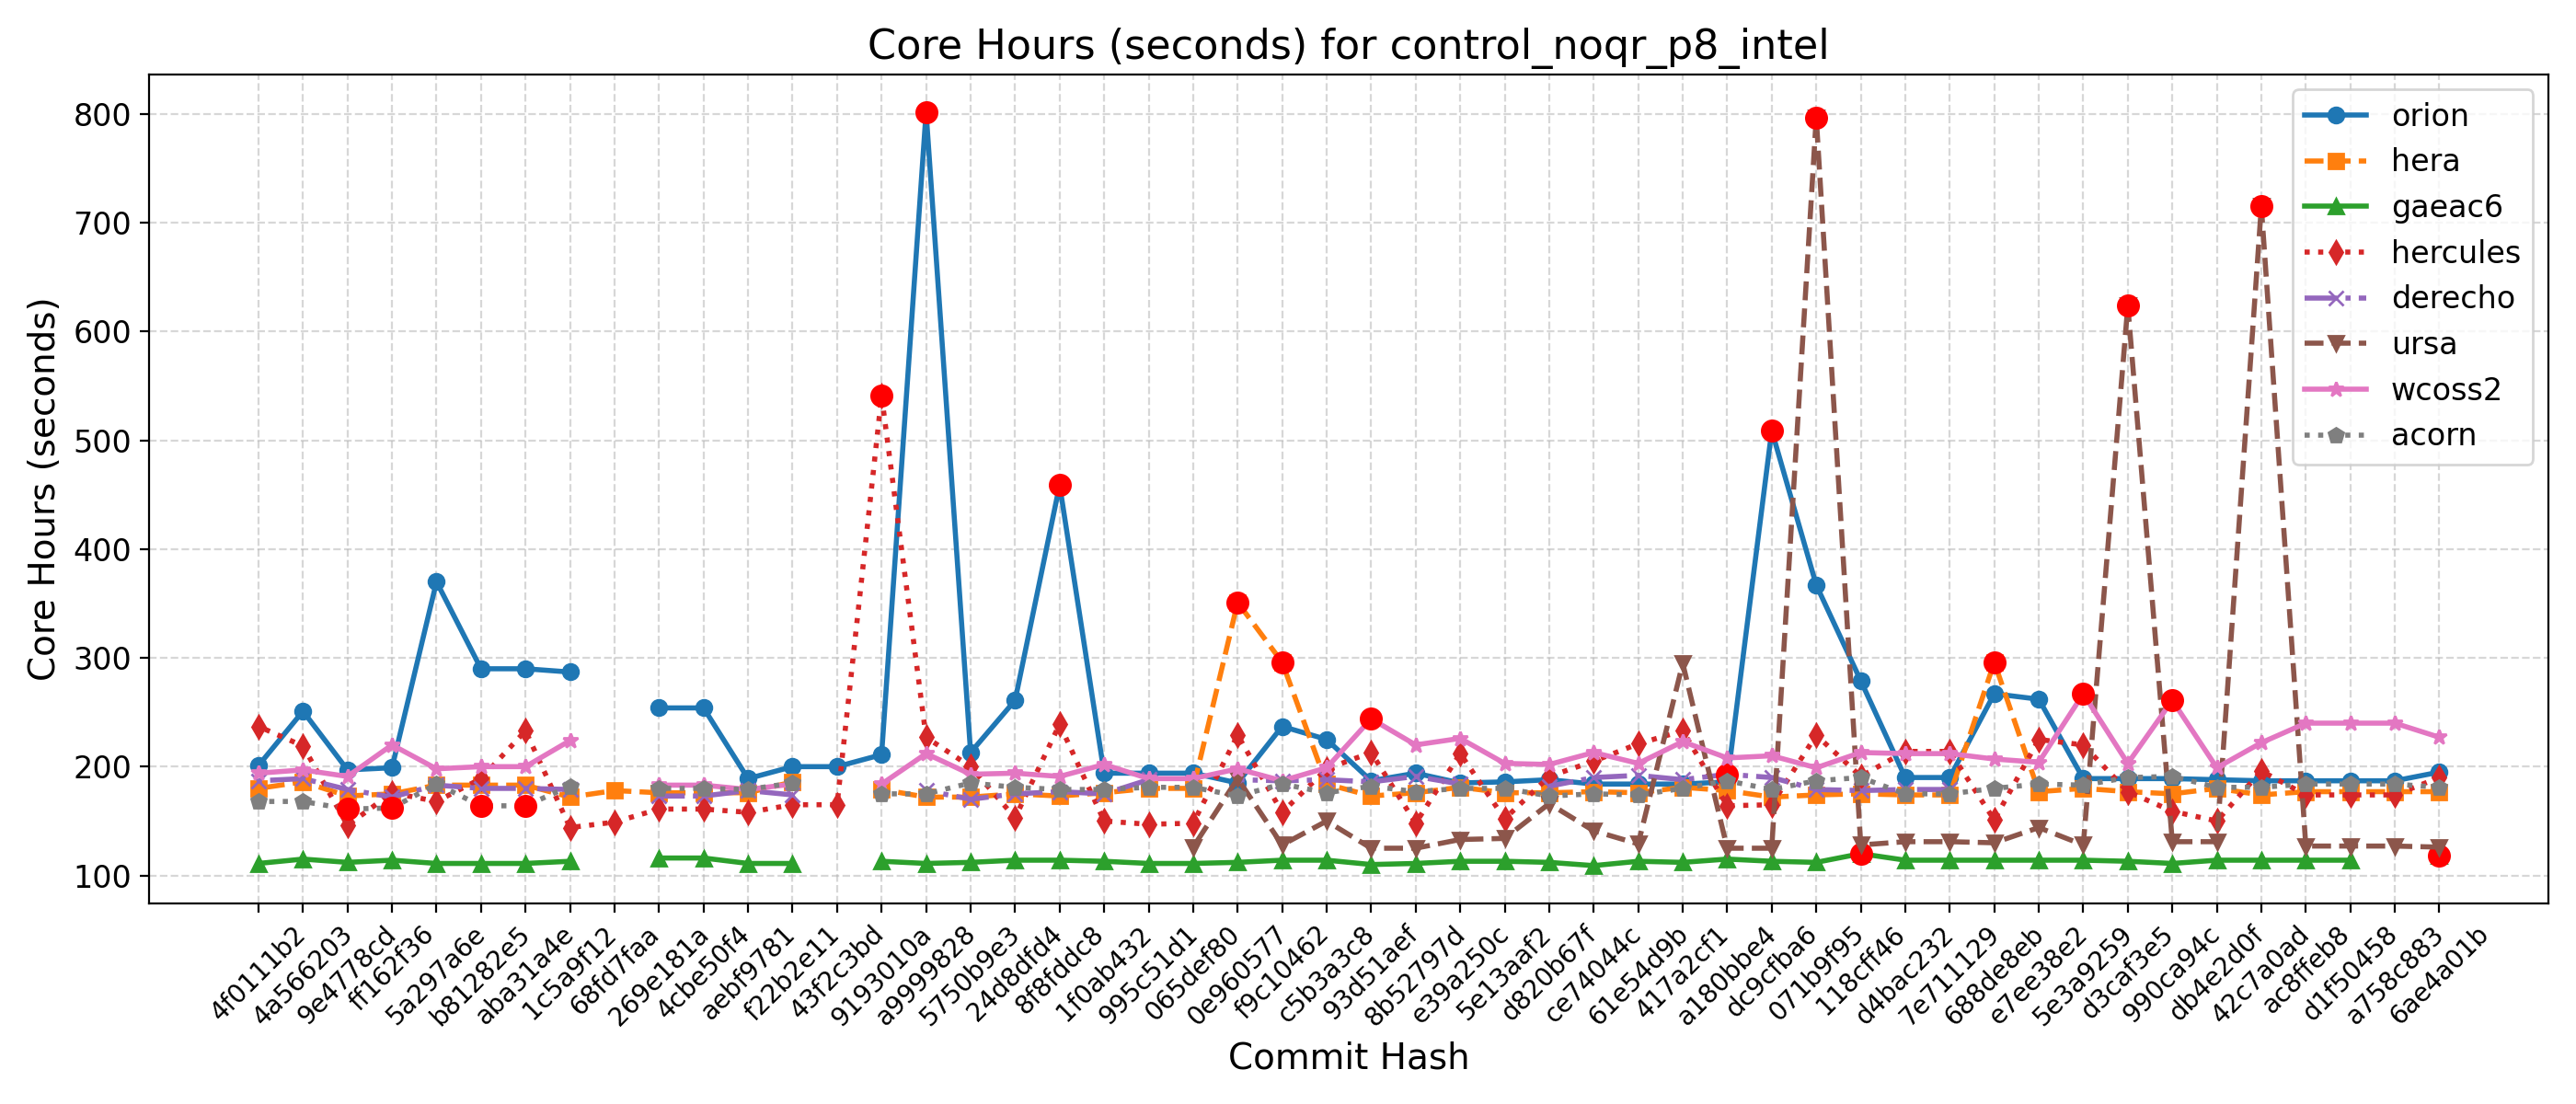 Core Hours (seconds) for control_noqr_p8_intel
Core Hours (seconds)
800
700
600
500
400
300
200
100
orion
hera
gaeac6
hercules
derecho
ursa
wcoss2
acorn
4f0111b2
4a566203
9e4778cd
ff162f36
5a297a6e
b81282e5
aba31a4e
1c5a9f12
68fd7faa
269e181a
4cbe50f4
aebf9781
f22b2e11
43f2c3bd
9193010a
a9999828
5750b9e3
24d8dfd4
8f8fddc8
1f0ab432
995c51d1
065def80
0e960577
f9c10462
c5b3a3c8
93d51aef
8b52797d
e39a250c
5e13aaf2
d820b67f
ce74044c
61e54d9b
417a2cf1
a180bbe4
dc9cfba6
071b9f95
118cff46
d4bac232
7e711129
688de8eb
e7ee38e2
5e3a9259
d3caf3e5
990ca94c
db4e2d0f
42c7a0ad
ac8ffeb8
d1f50458
a758c883
6ae4a01b
Commit Hash